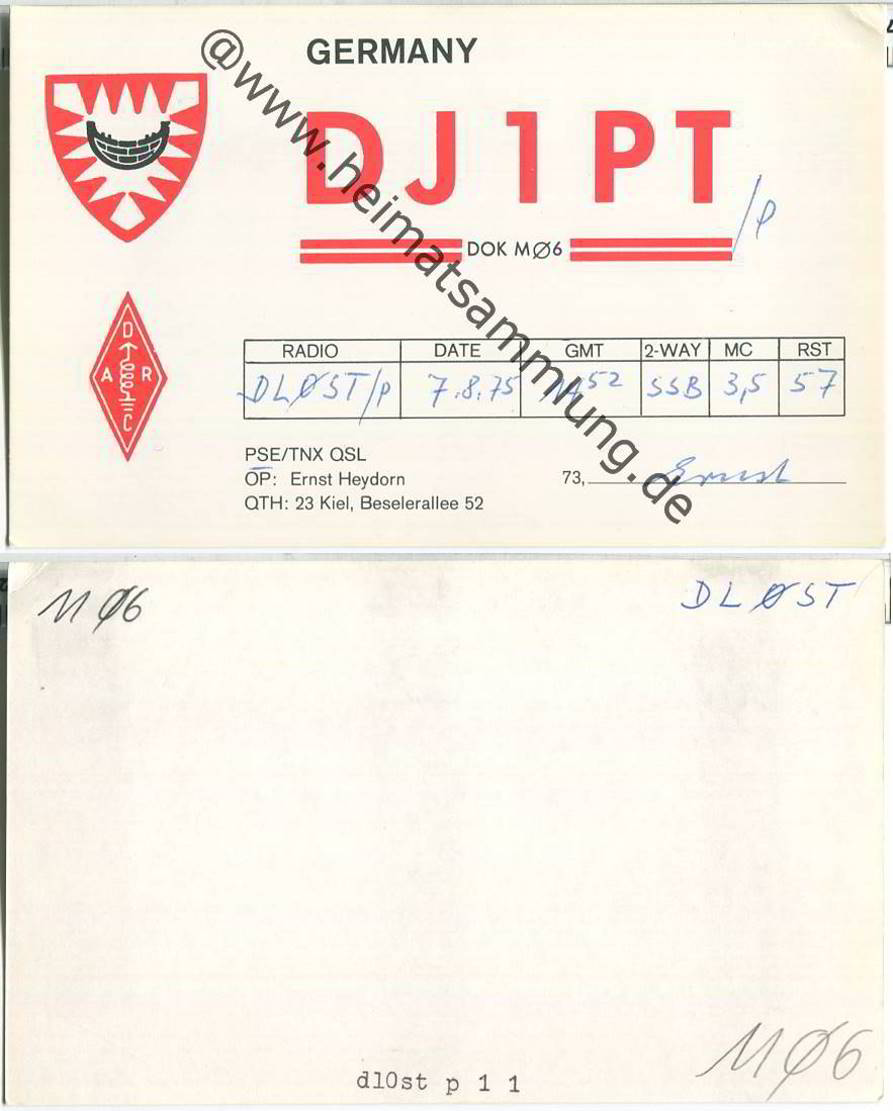 GERMANY
@www.heimatsammlung.de
DJ1PT /p
DOK MØ6
D
A R
C
RADIO DATE GMT 2-WAY MC RST
DLØST/p 7.8.75 52 SSB 3,5 57
PSE/TNX QSL
OP: Ernst Heydorn
73, Ernst
QTH: 23 Kiel, Beselerallee 52
MØ6
DLØST
MØ6
dl0st p 1 1